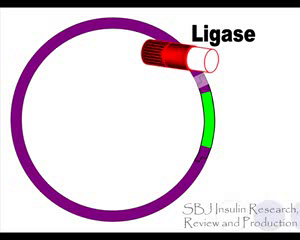 Ligase
SBJ Insulin Research,
Review and Production